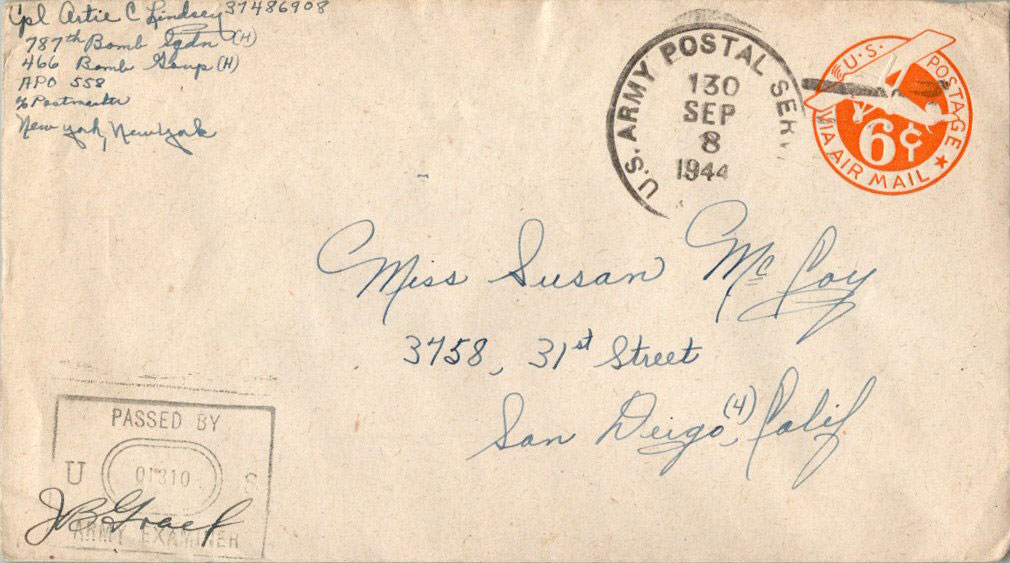 Cpl Artie C Lindsey 37486908
787th Bomb Sqdn (H)
466 Bomb Goup (H)
APO 558
% Postmaster
New York, New York
U.S. ARMY POSTAL SERV
130
SEP
8
1944
U.S. POSTAGE
6¢
VIA AIR MAIL
Miss Susan McCoy
3758, 31st Street
San Deigo, (4) Calif
PASSED BY
U 01310 S
ARMY EXAMINER